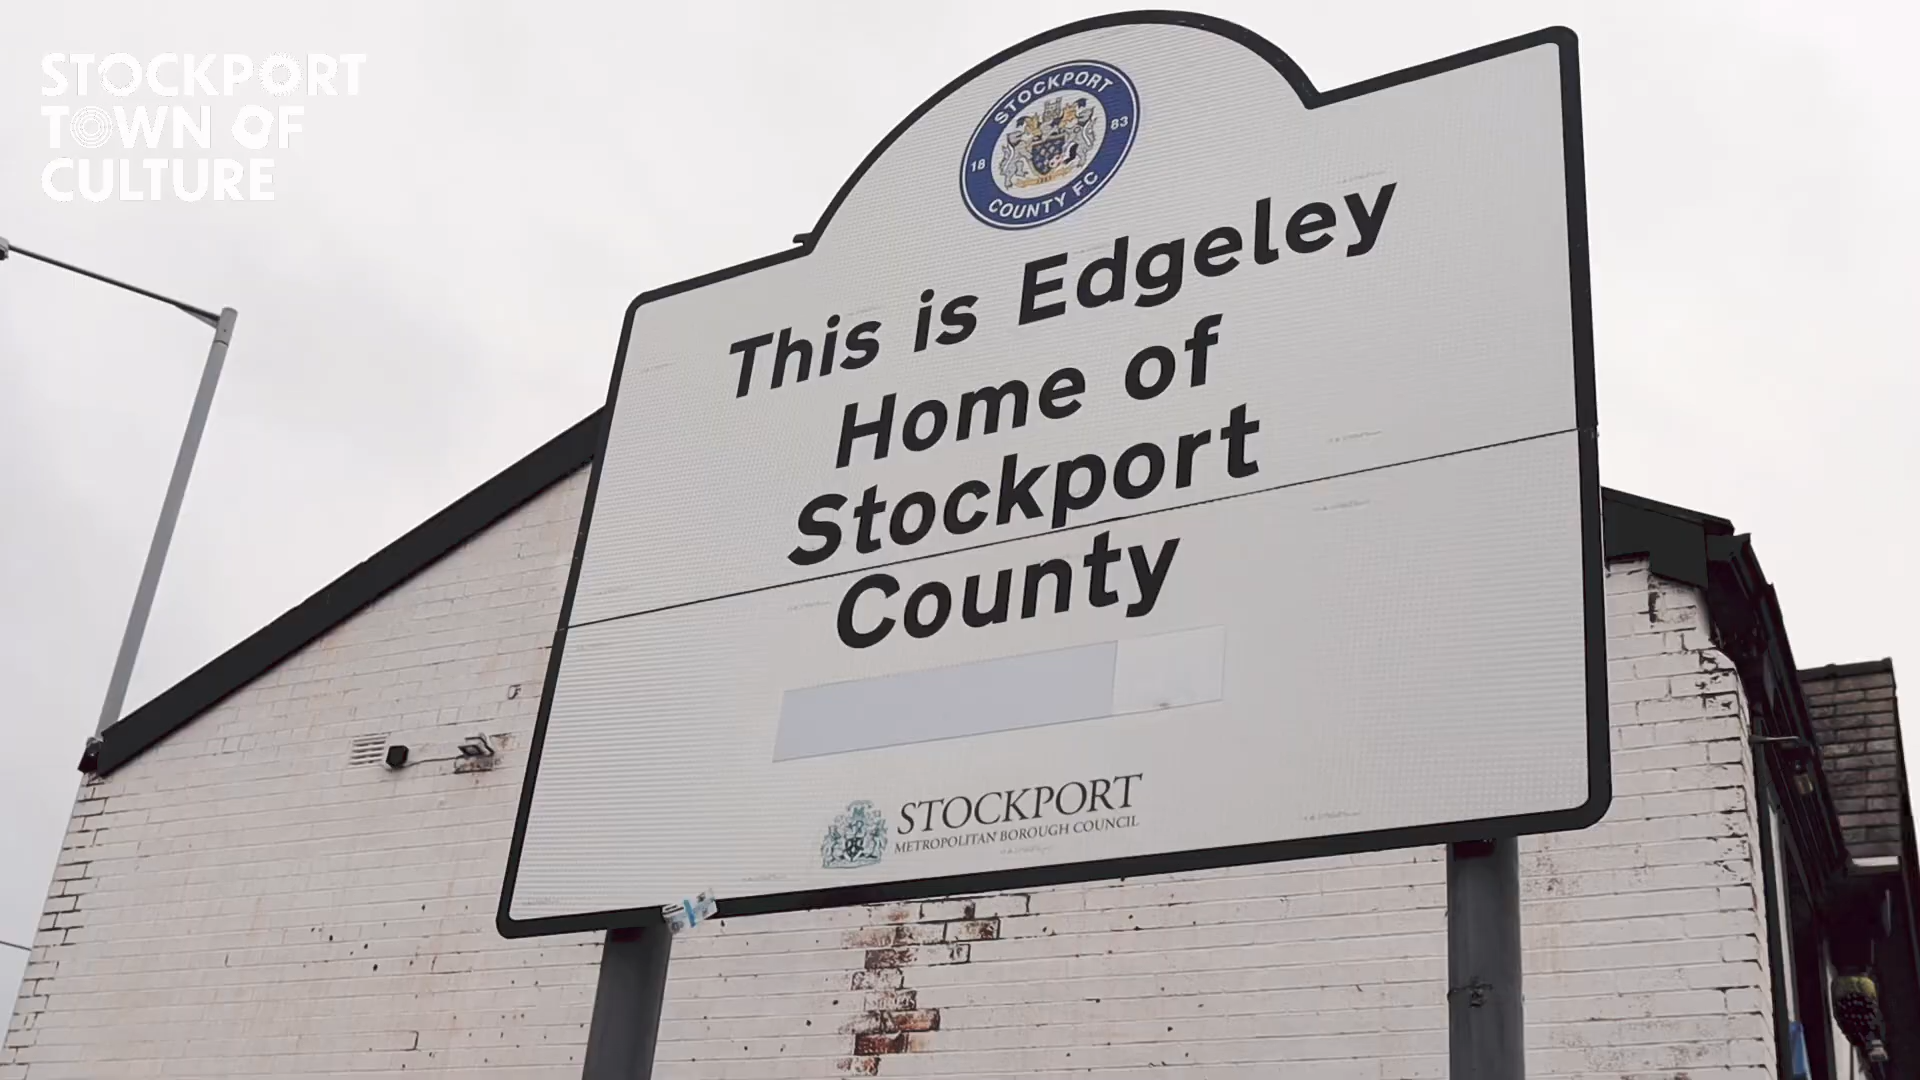 STOCKPORT
TOWN OF
CULTURE
STOCKPORT
18 83
COUNTY FC
This is Edgeley
Home of
Stockport
County
STOCKPORT
METROPOLITAN BOROUGH COUNCIL